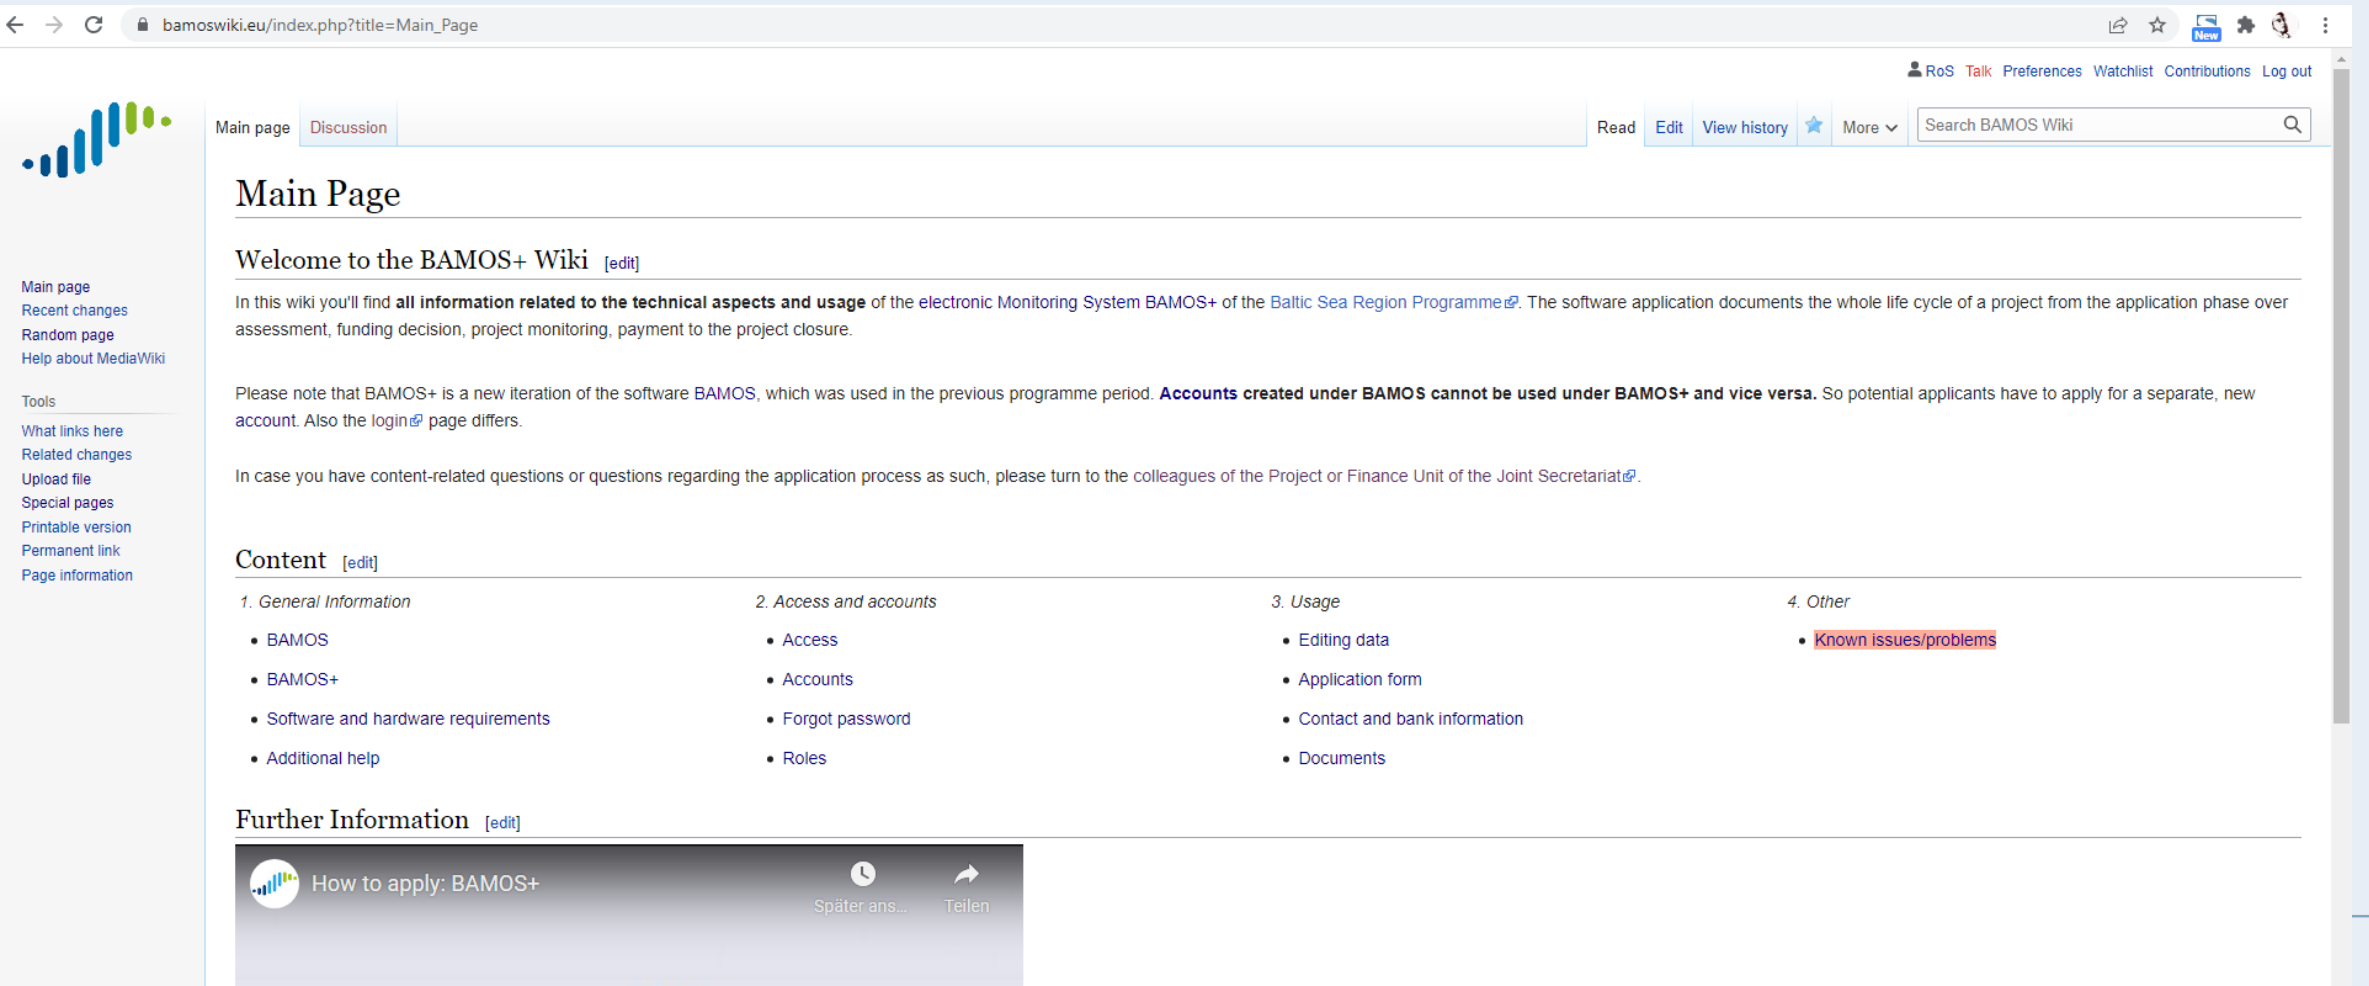 bamoswiki.eu/index.php?title=Main_Page
New
RoS Talk Preferences Watchlist Contributions Log out
Main page Discussion Read Edit View history More Search BAMOS Wiki
Main Page
Welcome to the BAMOS+ Wiki [edit]
In this wiki you'll find all information related to the technical aspects and usage of the electronic Monitoring System BAMOS+ of the Baltic Sea Region Programme. The software application documents the whole life cycle of a project from the application phase over
assessment, funding decision, project monitoring, payment to the project closure.
Please note that BAMOS+ is a new iteration of the software BAMOS, which was used in the previous programme period. Accounts created under BAMOS cannot be used under BAMOS+ and vice versa. So potential applicants have to apply for a separate, new
account. Also the login page differs.
In case you have content-related questions or questions regarding the application process as such, please turn to the colleagues of the Project or Finance Unit of the Joint Secretariat.
Main page
Recent changes
Random page
Help about MediaWiki
Tools
What links here
Related changes
Upload file
Special pages
Printable version
Permanent link
Page information
Content [edit]
1. General Information
BAMOS
BAMOS+
Software and hardware requirements
Additional help
2. Access and accounts
Access
Accounts
Forgot password
Roles
3. Usage
Editing data
Application form
Contact and bank information
Documents
4. Other
Known issues/problems
Further Information [edit]
How to apply: BAMOS+
Später ans... Teilen